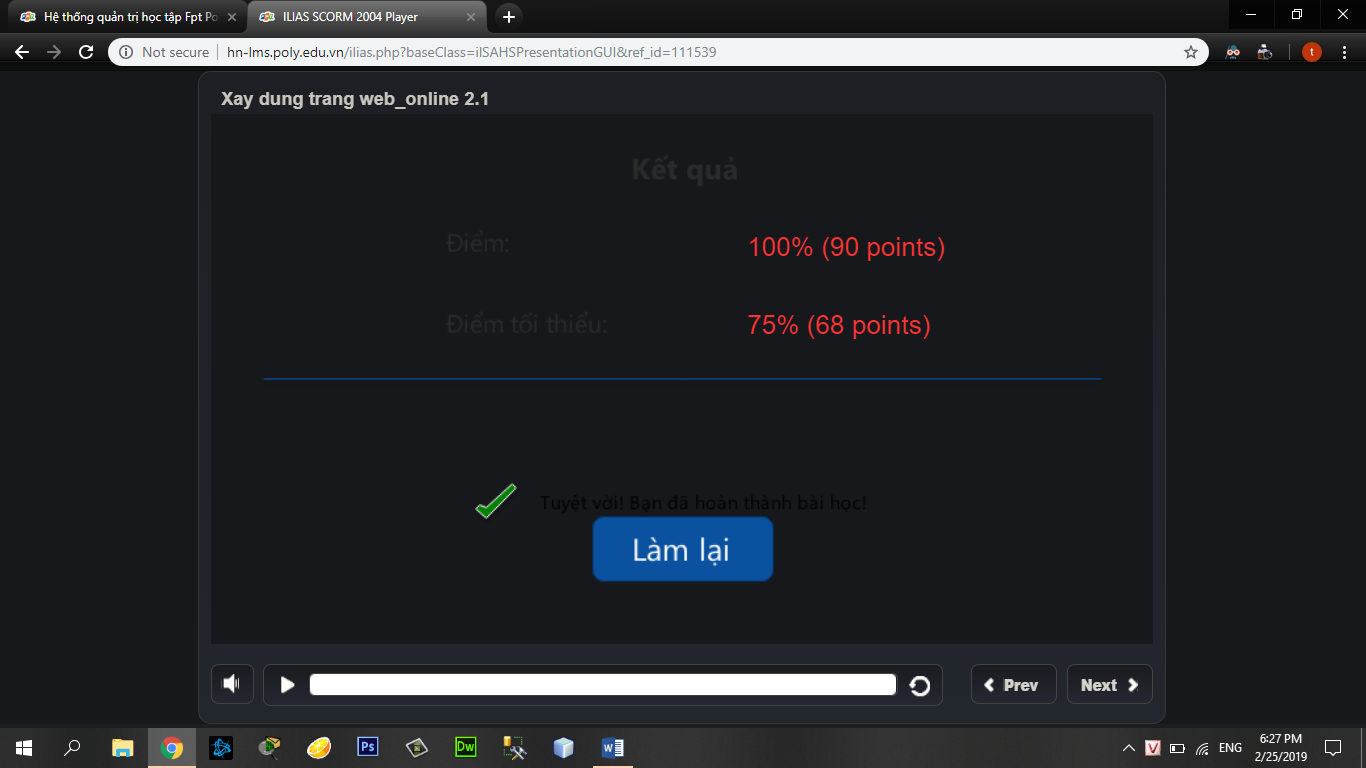 Hệ thống quản trị học tập Fpt Po
ILIAS SCORM 2004 Player
Not secure
hn-lms.poly.edu.vn/ilias.php?baseClass=ilSAHSPresentationGUI&ref_id=111539
t
Xay dung trang web_online 2.1
Kết quả
Điểm: 100% (90 points)
Điểm tối thiểu: 75% (68 points)
Tuyệt vời! Bạn đã hoàn thành bài học!
Làm lại
Prev
Next
Ps
Dw
V
ENG
6:27 PM
2/25/2019